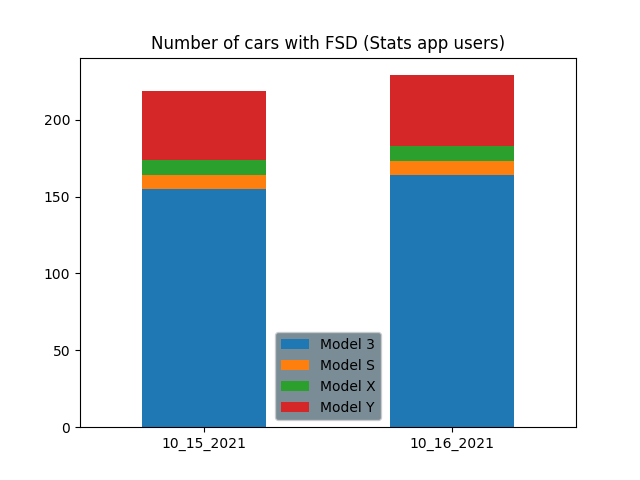 Number of cars with FSD (Stats app users)
200
150
100
50
0
Model 3
Model S
Model X
Model Y
10_15_2021
10_16_2021